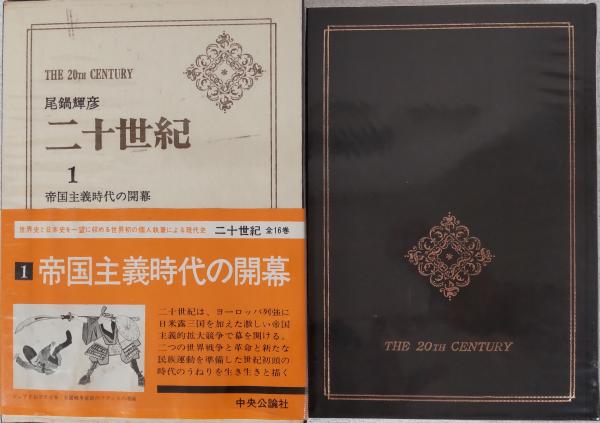 THE 20TH CENTURY
尾鍋輝彦
二十世紀
1
帝国主義時代の開幕
世界史と日本史を一望に収める世界初の個人執筆による現代史 二十世紀 全16巻
1 帝国主義時代の開幕
二十世紀は、ヨーロッパ列強に
日米露三国を加えた激しい帝国
主義的拡大競争で幕を開ける。
二つの世界戦争と革命と新たな
民族運動を準備した世紀初頭の
時代のうねりを生き生きと描く
中央公論社
THE 20TH CENTURY